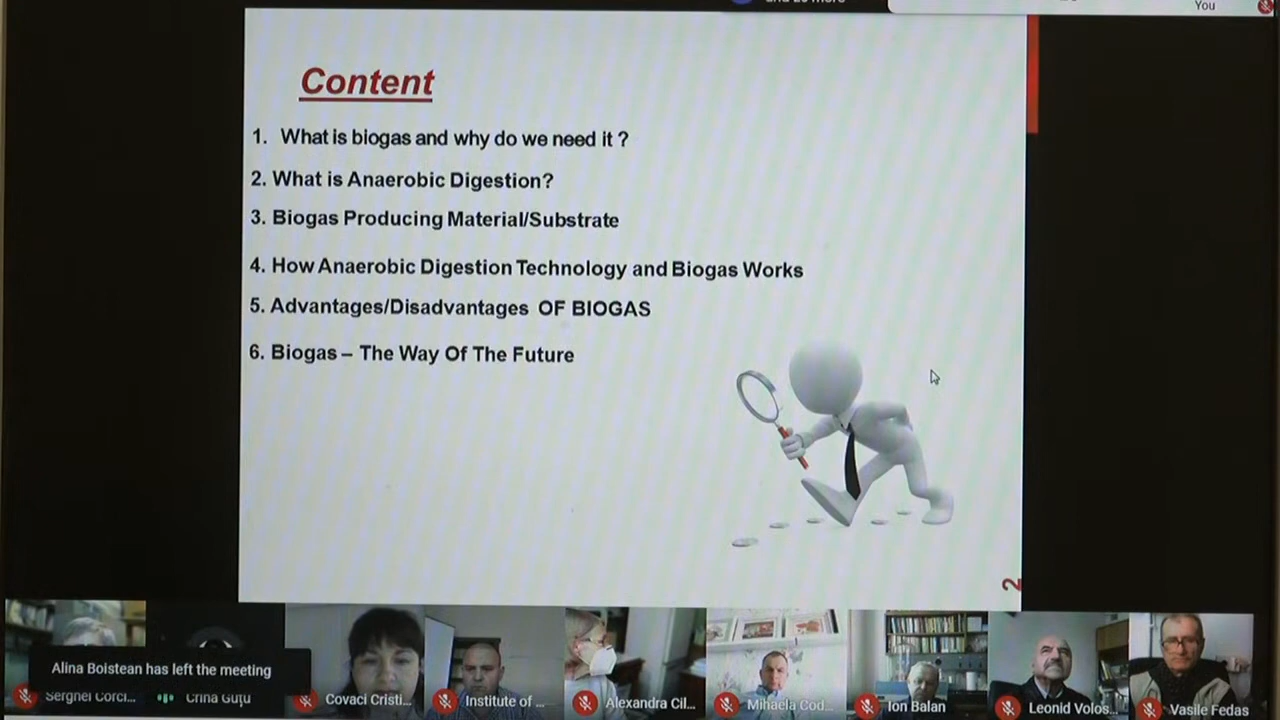 You
Content
1. What is biogas and why do we need it ?
2. What is Anaerobic Digestion?
3. Biogas Producing Material/Substrate
4. How Anaerobic Digestion Technology and Biogas Works
5. Advantages/Disadvantages OF BIOGAS
6. Biogas – The Way Of The Future
2
Alina Boistean has left the meeting
Serghei Corci...
Crina Guțu
Covaci Cristi...
Institute of ...
Alexandra Cil...
Mihaela Cod...
Ion Balan
Leonid Volos...
Vasile Fedas